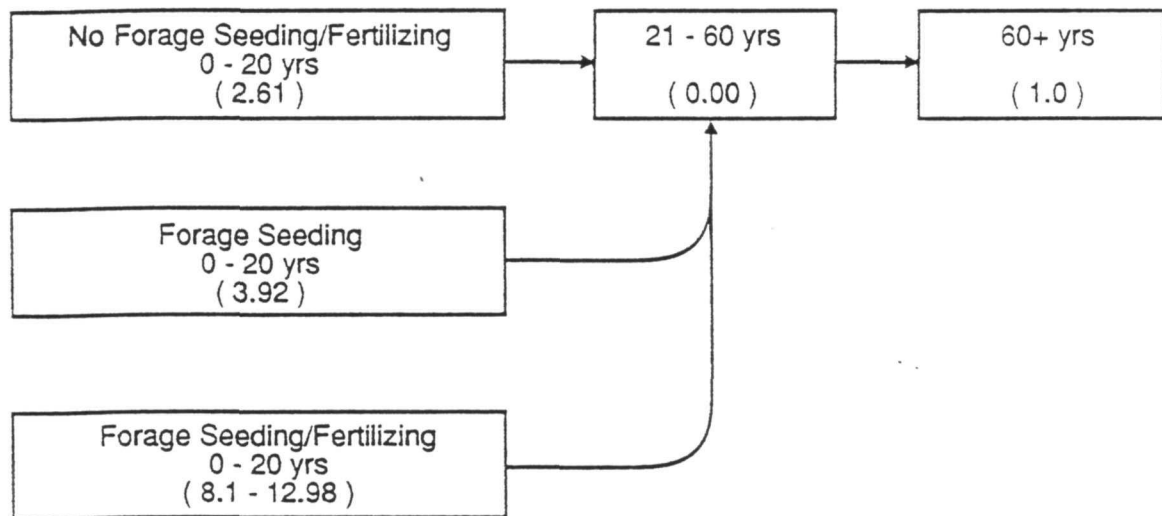 No Forage Seeding/Fertilizing
0 - 20 yrs
( 2.61 )
21 - 60 yrs
( 0.00 )
60+ yrs
( 1.0 )
Forage Seeding
0 - 20 yrs
( 3.92 )
Forage Seeding/Fertilizing
0 - 20 yrs
( 8.1 - 12.98 )